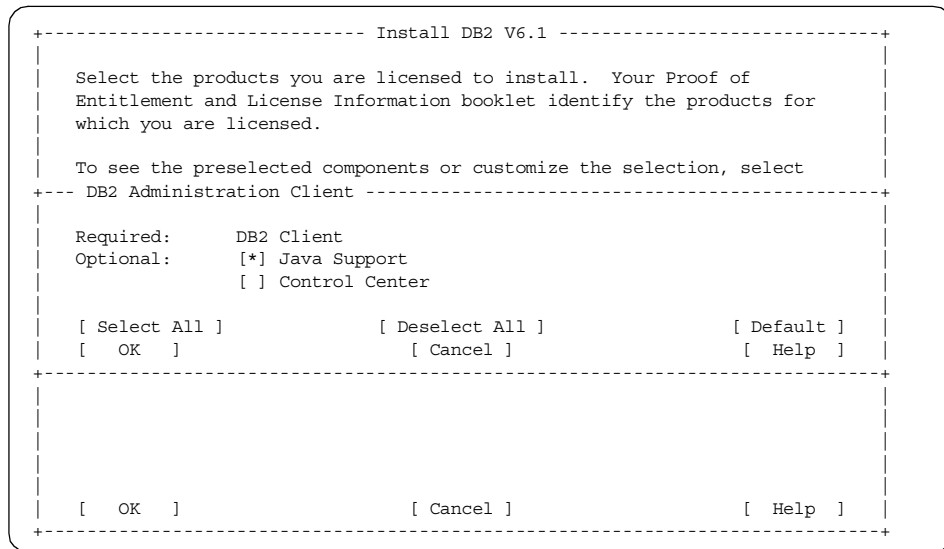 +------------------------------ Install DB2 V6.1 ------------------------------+
Select the products you are licensed to install. Your Proof of
Entitlement and License Information booklet identify the products for
which you are licensed.
To see the preselected components or customize the selection, select
+--- DB2 Administration Client ------------------------------------------------+
Required: DB2 Client
Optional: [*] Java Support
[ ] Control Center
[ Select All ] [ Deselect All ] [ Default ]
[ OK ] [ Cancel ] [ Help ]
+------------------------------------------------------------------------------+
[ OK ] [ Cancel ] [ Help ]
+------------------------------------------------------------------------------+